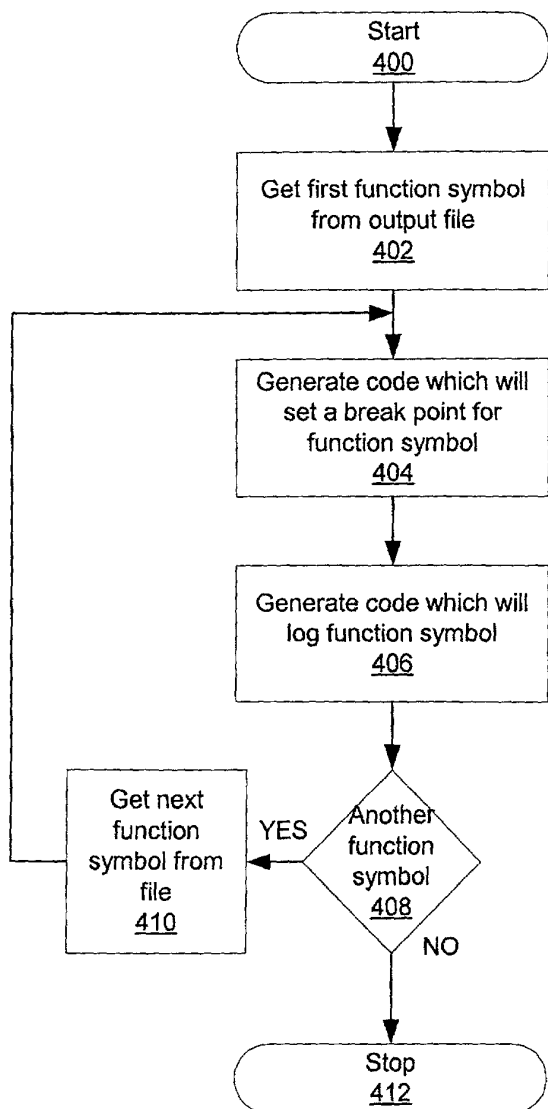 Start
400
Get first function symbol
from output file
402
Generate code which will
set a break point for
function symbol
404
Generate code which will
log function symbol
406
Another
function
symbol
408
YES
Get next
function
symbol from
file
410
NO
Stop
412